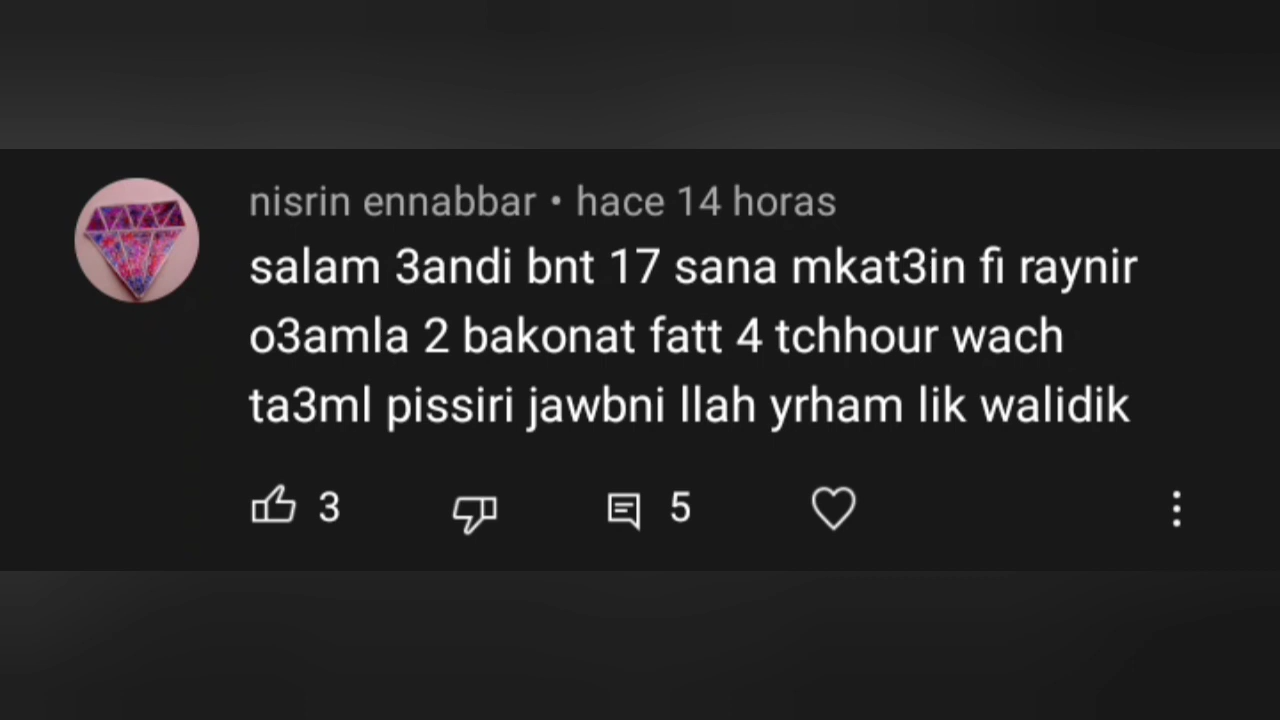 nisrin ennabbar • hace 14 horas
salam 3andi bnt 17 sana mkat3in fi raynir
o3amla 2 bakonat fatt 4 tchhour wach
ta3ml pissiri jawbni llah yrham lik walidik
3 5